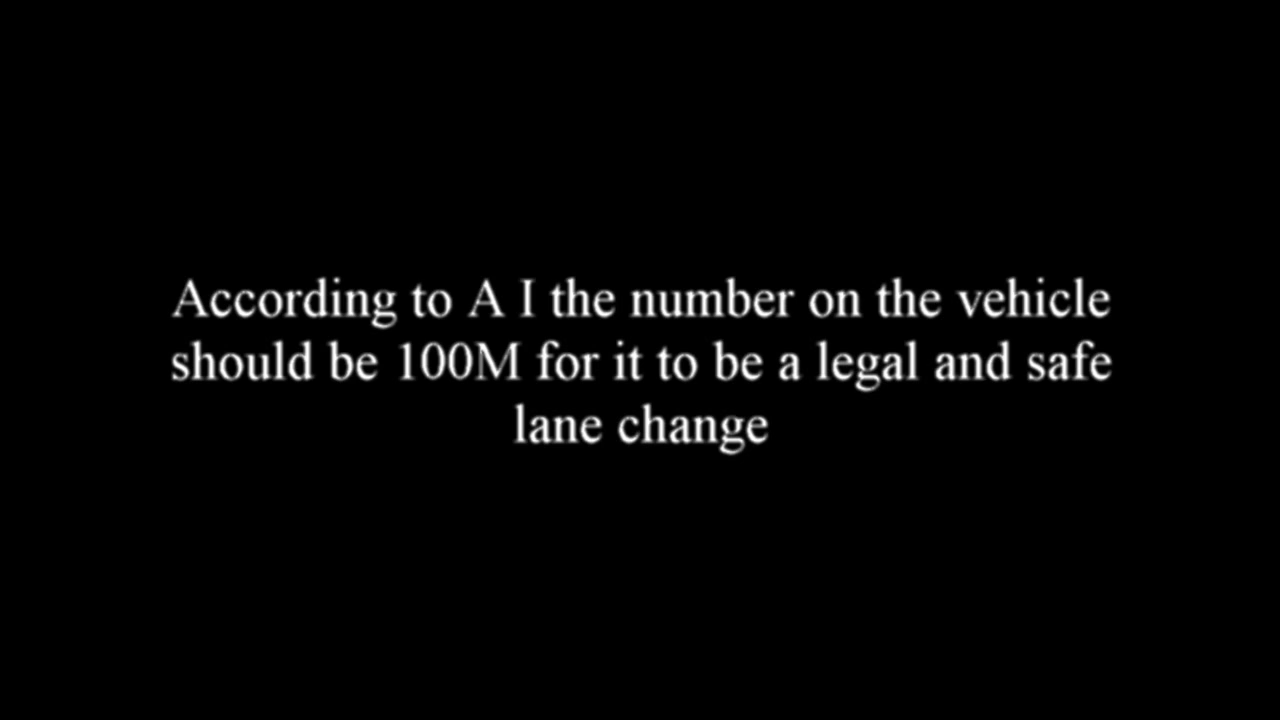 According to A I the number on the vehicle
should be 100M for it to be a legal and safe
lane change